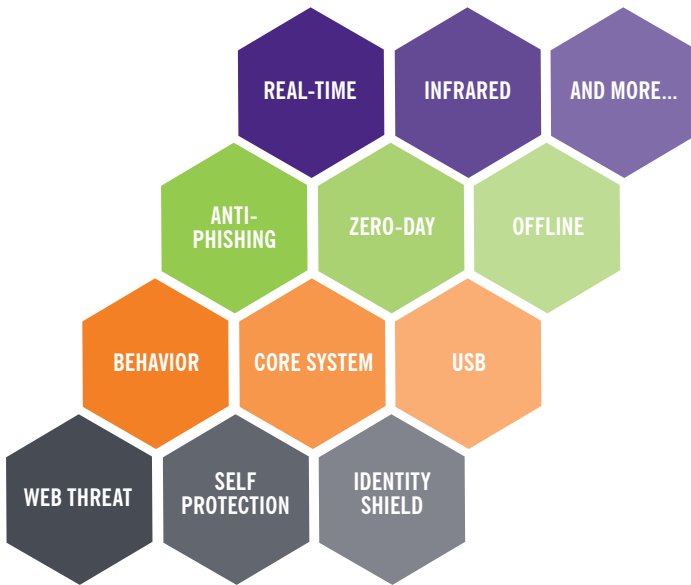 REAL-TIME
INFRARED
AND MORE...
ANTI-
PHISHING
ZERO-DAY
OFFLINE
BEHAVIOR
CORE SYSTEM
USB
WEB THREAT
SELF
PROTECTION
IDENTITY
SHIELD